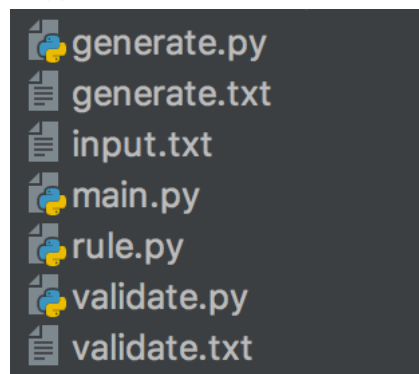 generate.py
generate.txt
input.txt
main.py
rule.py
validate.py
validate.txt